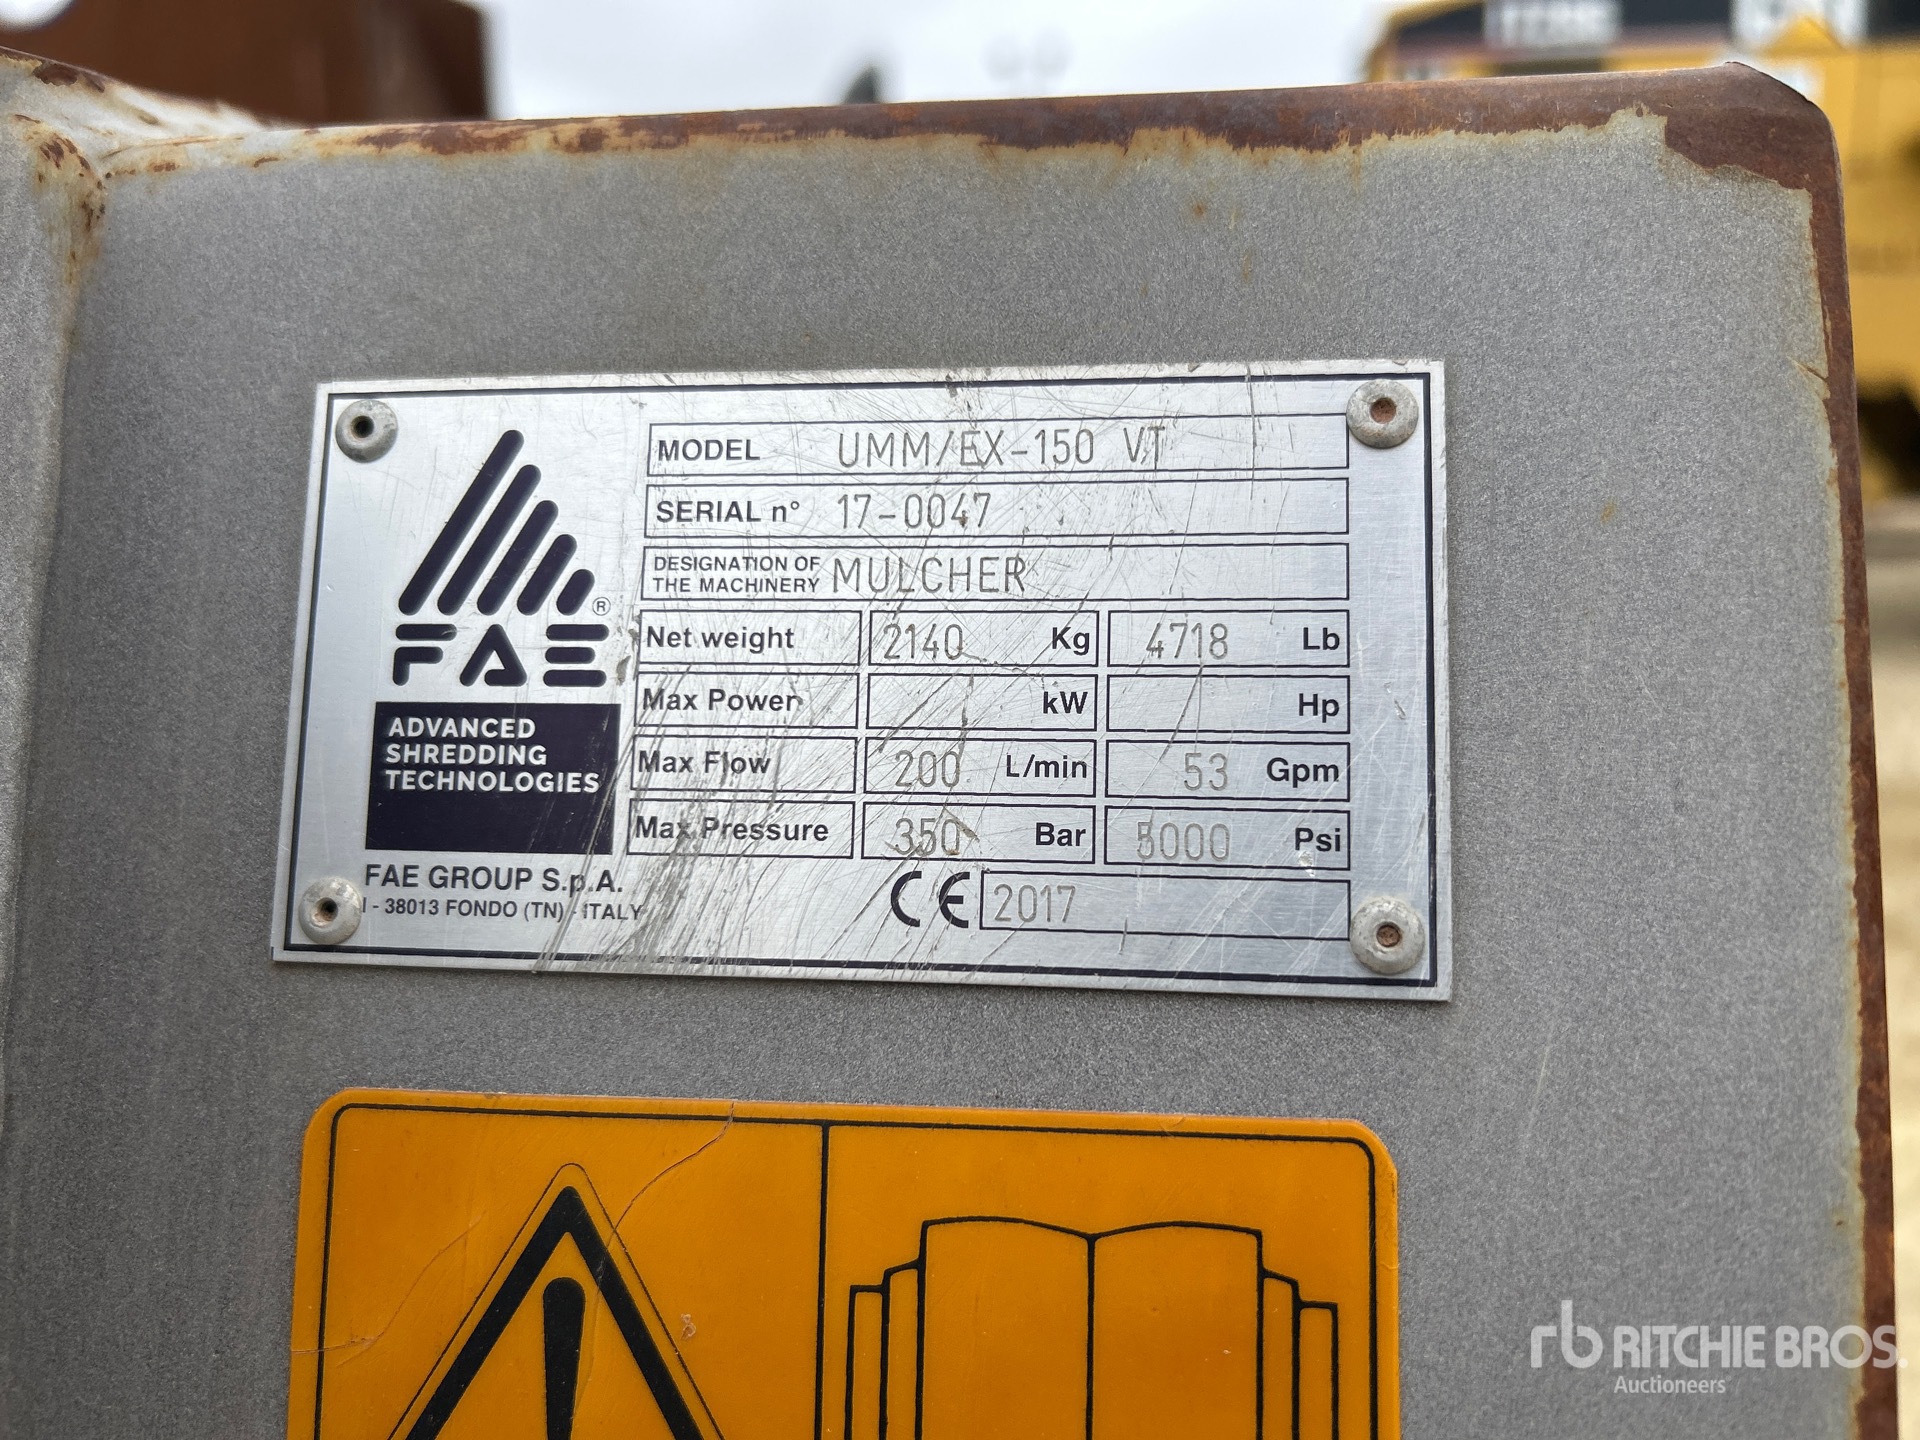 MODEL UMM/EX-150 VT
SERIAL n° 17-0047
DESIGNATION OF
THE MACHINERY MULCHER
Net weight 2140 Kg 4718 Lb
Max Power kW Hp
Max Flow 200 L/min 53 Gpm
Max Pressure 350 Bar 5000 Psi
CE 2017
FAE ®
ADVANCED
SHREDDING
TECHNOLOGIES
FAE GROUP S.p.A.
I - 38013 FONDO (TN) - ITALY
rb RITCHIE BROS.
Auctioneers